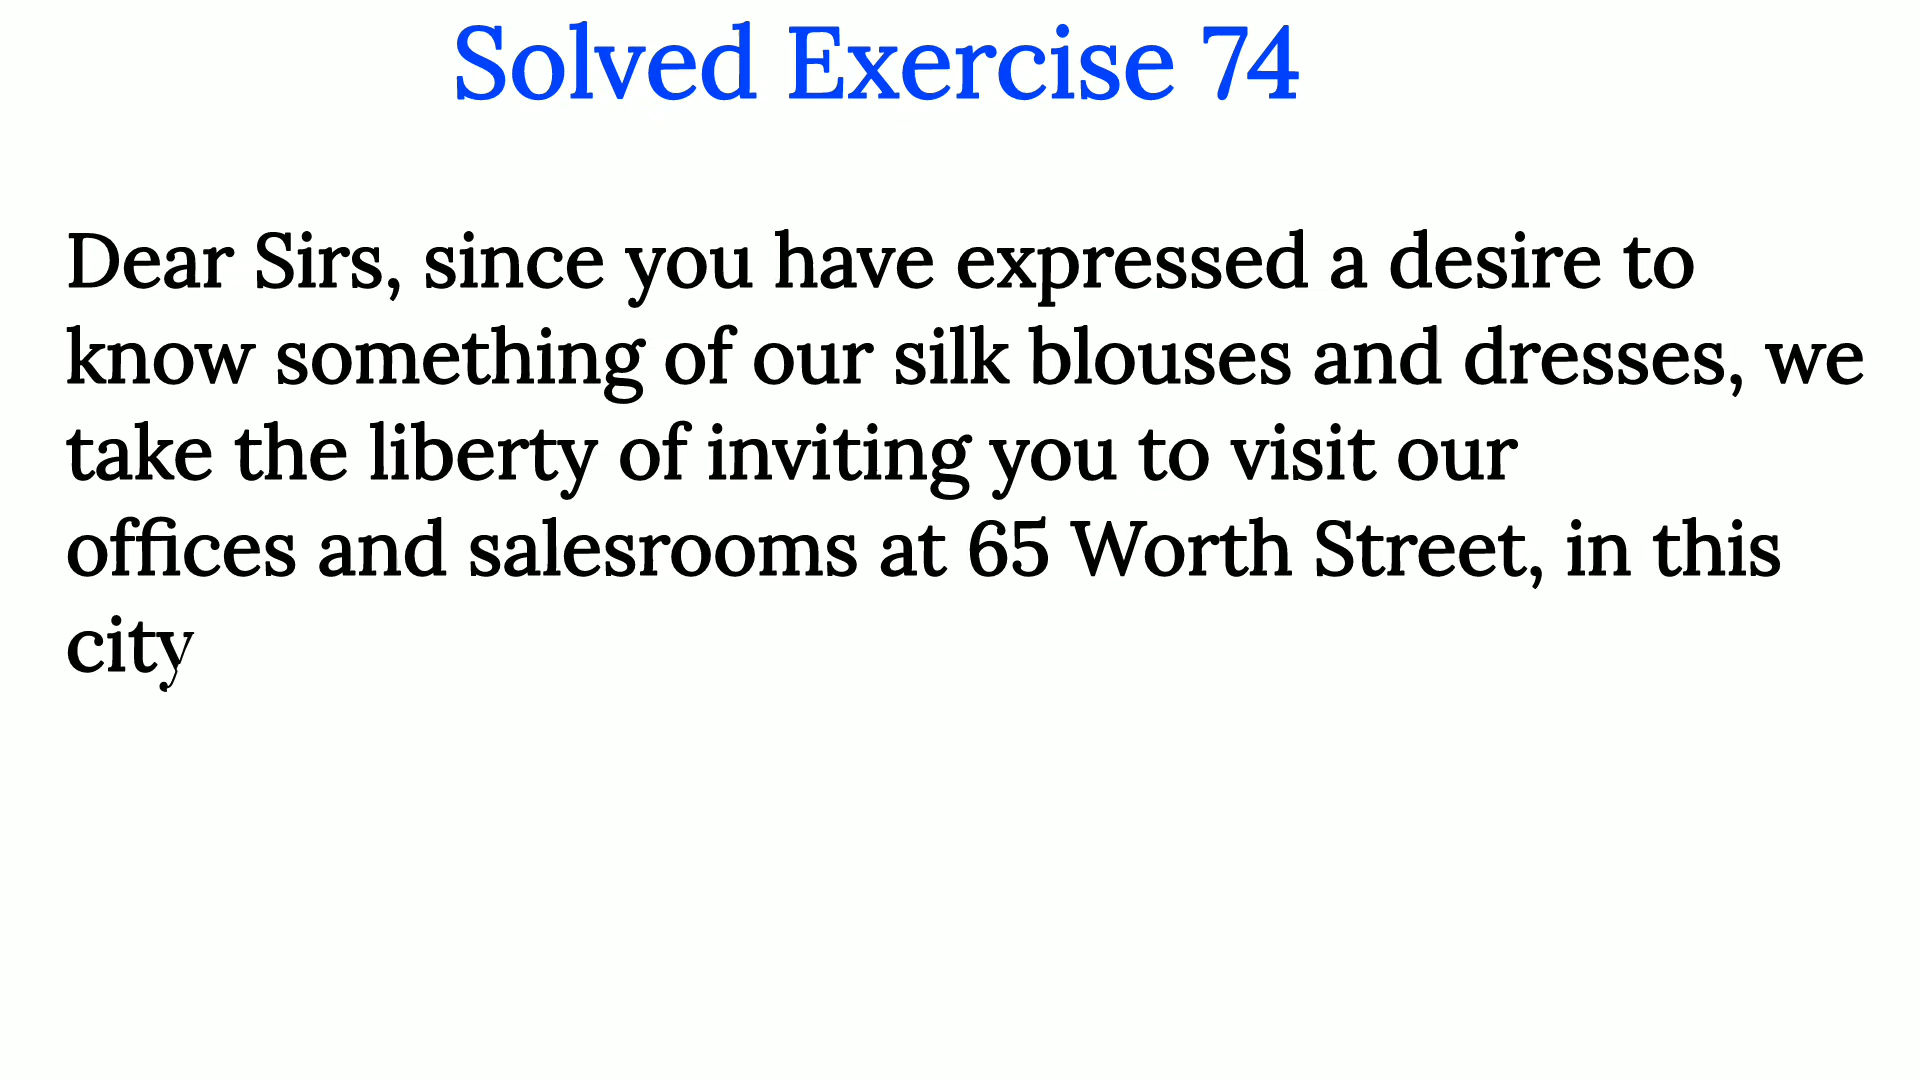 Solved Exercise 74
Dear Sirs, since you have expressed a desire to
know something of our silk blouses and dresses, we
take the liberty of inviting you to visit our
offices and salesrooms at 65 Worth Street, in this
city